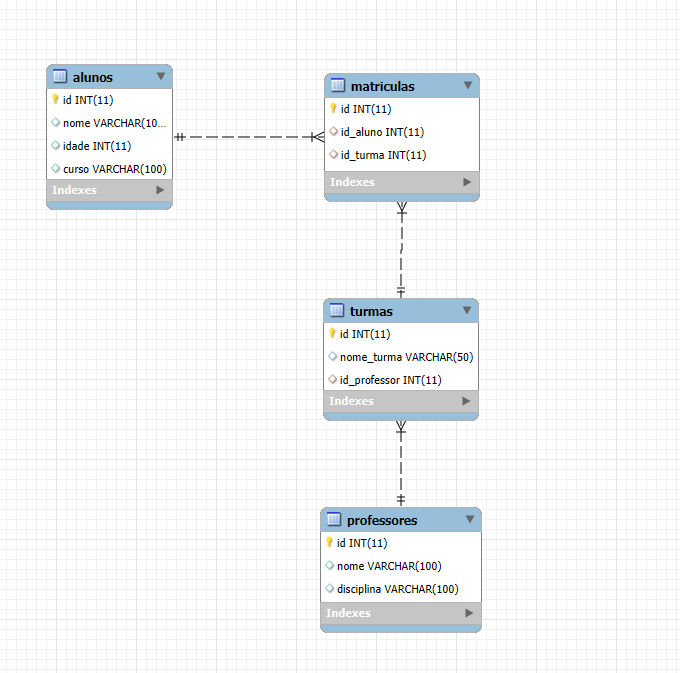 alunos
id INT(11)
nome VARCHAR(10...
idade INT(11)
curso VARCHAR(100)
Indexes
matriculas
id INT(11)
id_aluno INT(11)
id_turma INT(11)
Indexes
turmas
id INT(11)
nome_turma VARCHAR(50)
id_professor INT(11)
Indexes
professores
id INT(11)
nome VARCHAR(100)
disciplina VARCHAR(100)
Indexes